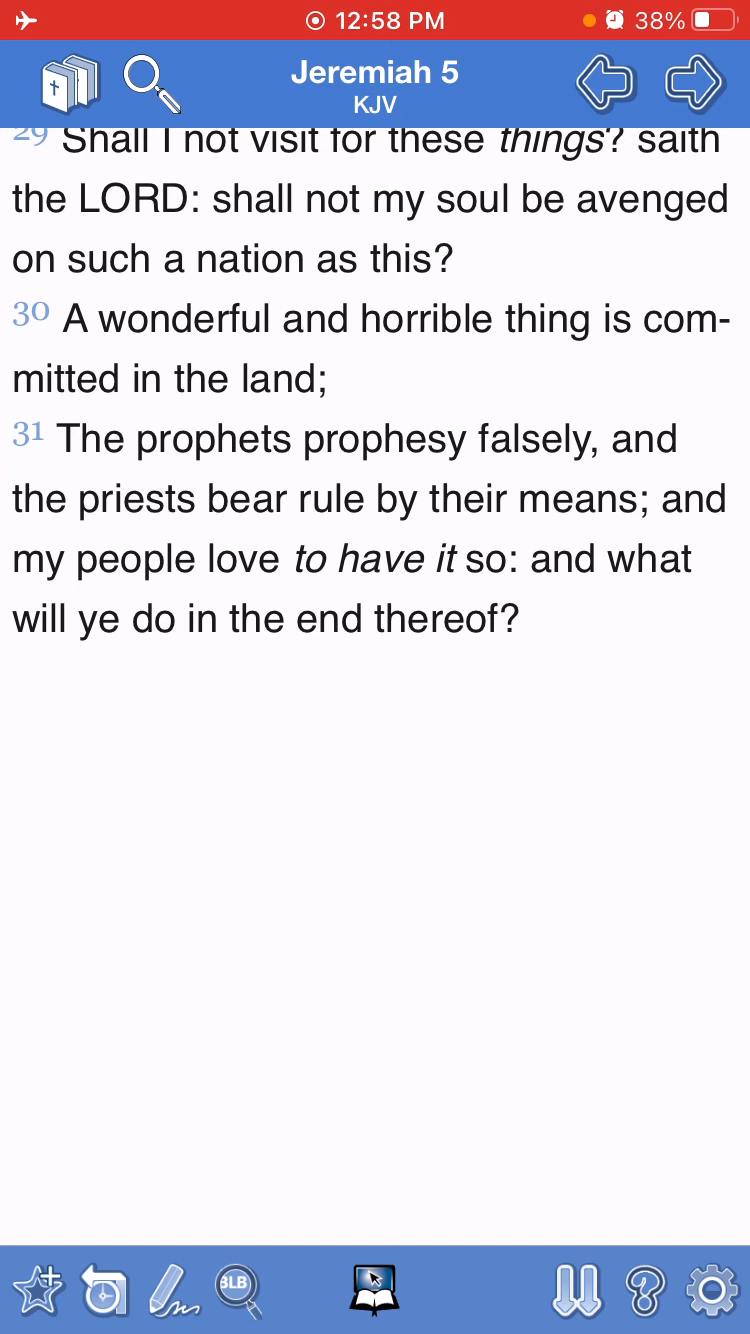 12:58 PM
38%
Jeremiah 5
KJV
29 Shall I not visit for these things? saith
the LORD: shall not my soul be avenged
on such a nation as this?
30 A wonderful and horrible thing is com-
mitted in the land;
31 The prophets prophesy falsely, and
the priests bear rule by their means; and
my people love to have it so: and what
will ye do in the end thereof?
BLB